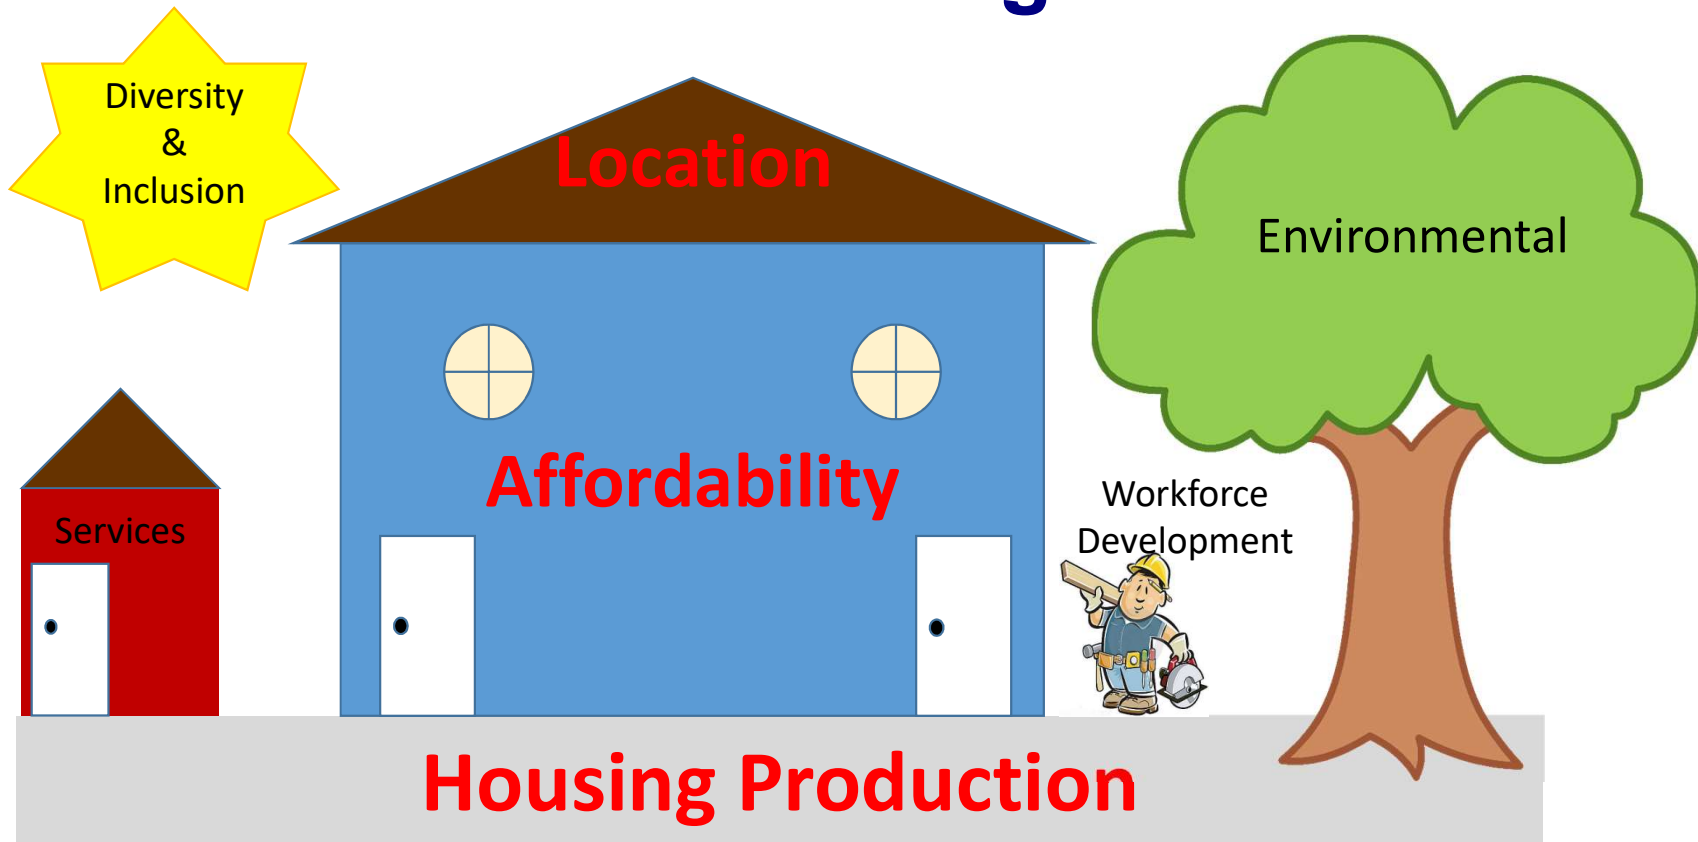 Diversity
&
Inclusion
Location
Environmental
Affordability
Workforce
Development
Services
Housing Production